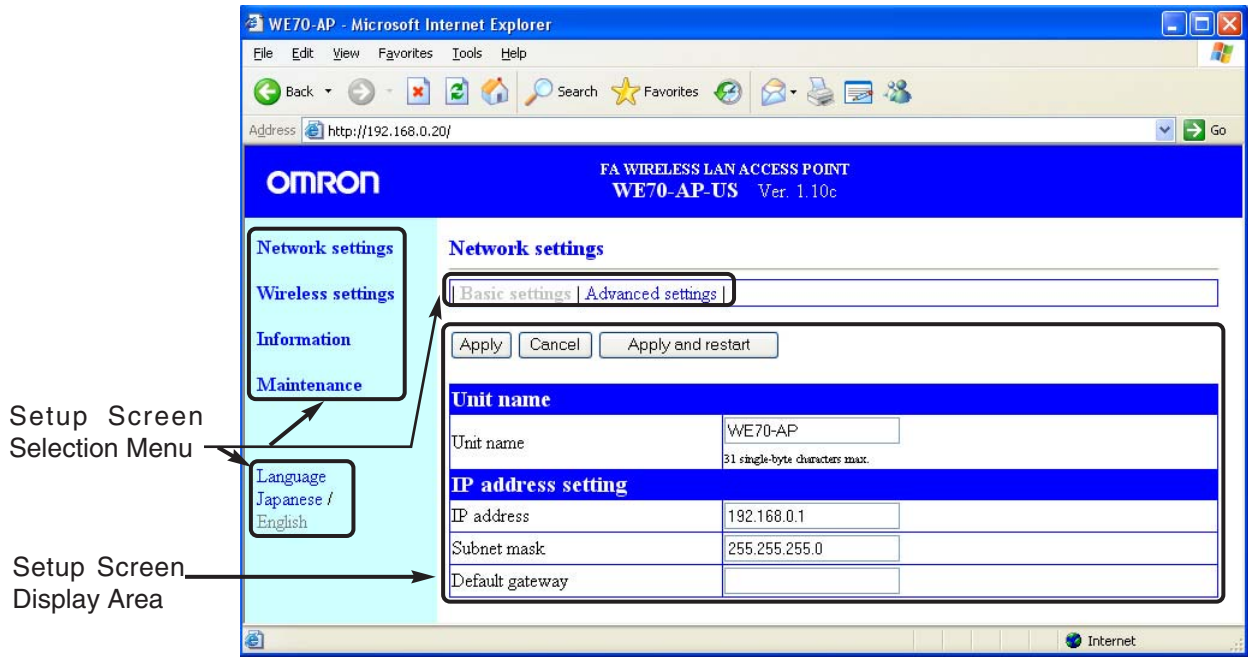 WE70-AP - Microsoft Internet Explorer
File Edit View Favorites Tools Help
Back Search Favorites
Address http://192.168.0.20/ Go
OMRON
FA WIRELESS LAN ACCESS POINT
WE70-AP-US Ver. 1.10c
Network settings
Wireless settings
Information
Maintenance
Language
Japanese /
English
Network settings
| Basic settings | Advanced settings |
Apply Cancel Apply and restart
Unit name
Unit name WE70-AP
31 single-byte characters max.
IP address setting
IP address 192.168.0.1
Subnet mask 255.255.255.0
Default gateway
Internet
Setup Screen
Selection Menu
Setup Screen
Display Area